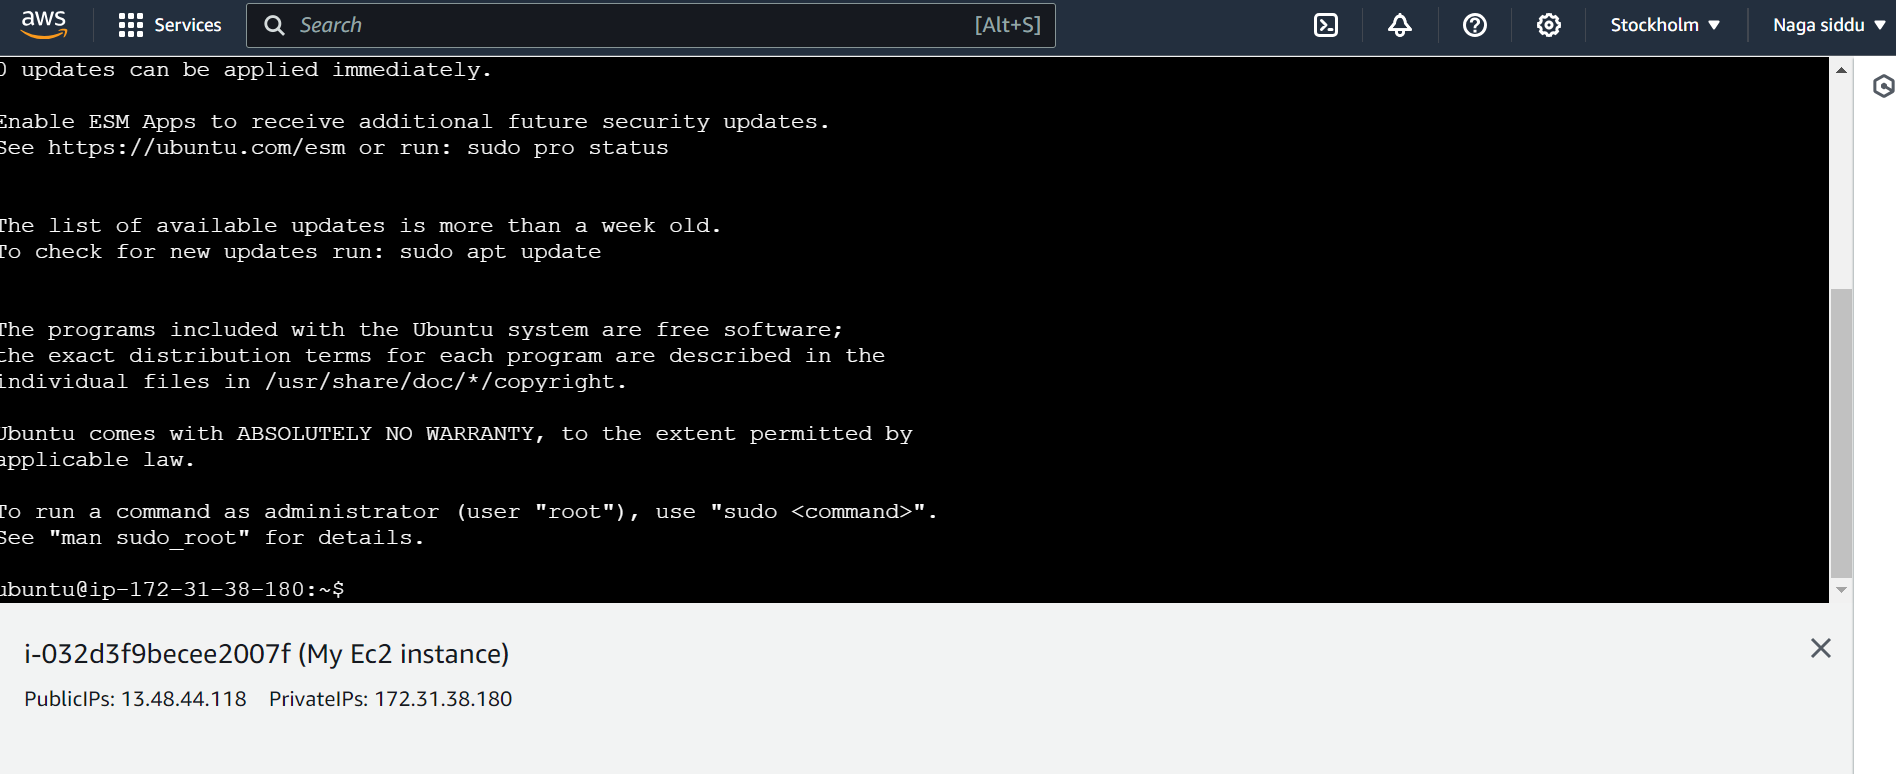 aws Services Search [Alt+S] Stockholm Naga siddu
0 updates can be applied immediately.
Enable ESM Apps to receive additional future security updates.
See https://ubuntu.com/esm or run: sudo pro status
The list of available updates is more than a week old.
To check for new updates run: sudo apt update
The programs included with the Ubuntu system are free software;
the exact distribution terms for each program are described in the
individual files in /usr/share/doc/*/copyright.
Ubuntu comes with ABSOLUTELY NO WARRANTY, to the extent permitted by
applicable law.
To run a command as administrator (user "root"), use "sudo <command>".
See "man sudo_root" for details.
ubuntu@ip-172-31-38-180:~$
i-032d3f9becee2007f (My Ec2 instance)
PublicIPs: 13.48.44.118 PrivateIPs: 172.31.38.180